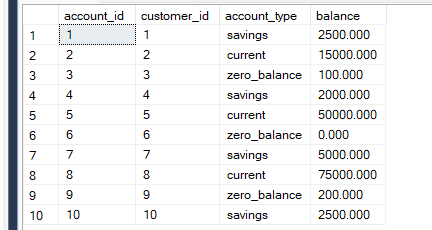 account_id customer_id account_type balance
1 1 1 savings 2500.000
2 2 2 current 15000.000
3 3 3 zero_balance 100.000
4 4 4 savings 2000.000
5 5 5 current 50000.000
6 6 6 zero_balance 0.000
7 7 7 savings 5000.000
8 8 8 current 75000.000
9 9 9 zero_balance 200.000
10 10 10 savings 2500.000